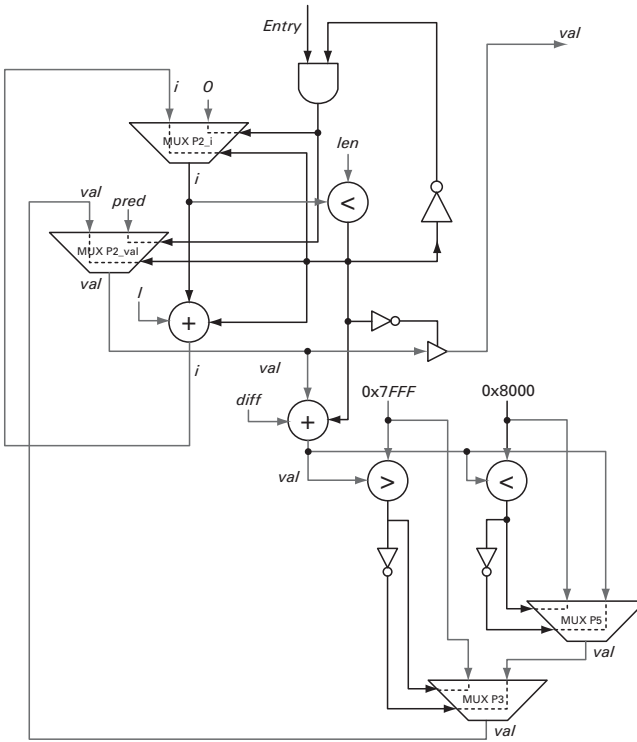 Entry
val
i 0
MUX P2_i
len
i
<
val pred
MUX P2_val
val
I
+
i
val
diff
+
0x7FFF 0x8000
val
> <
MUX P5
val
MUX P3
val